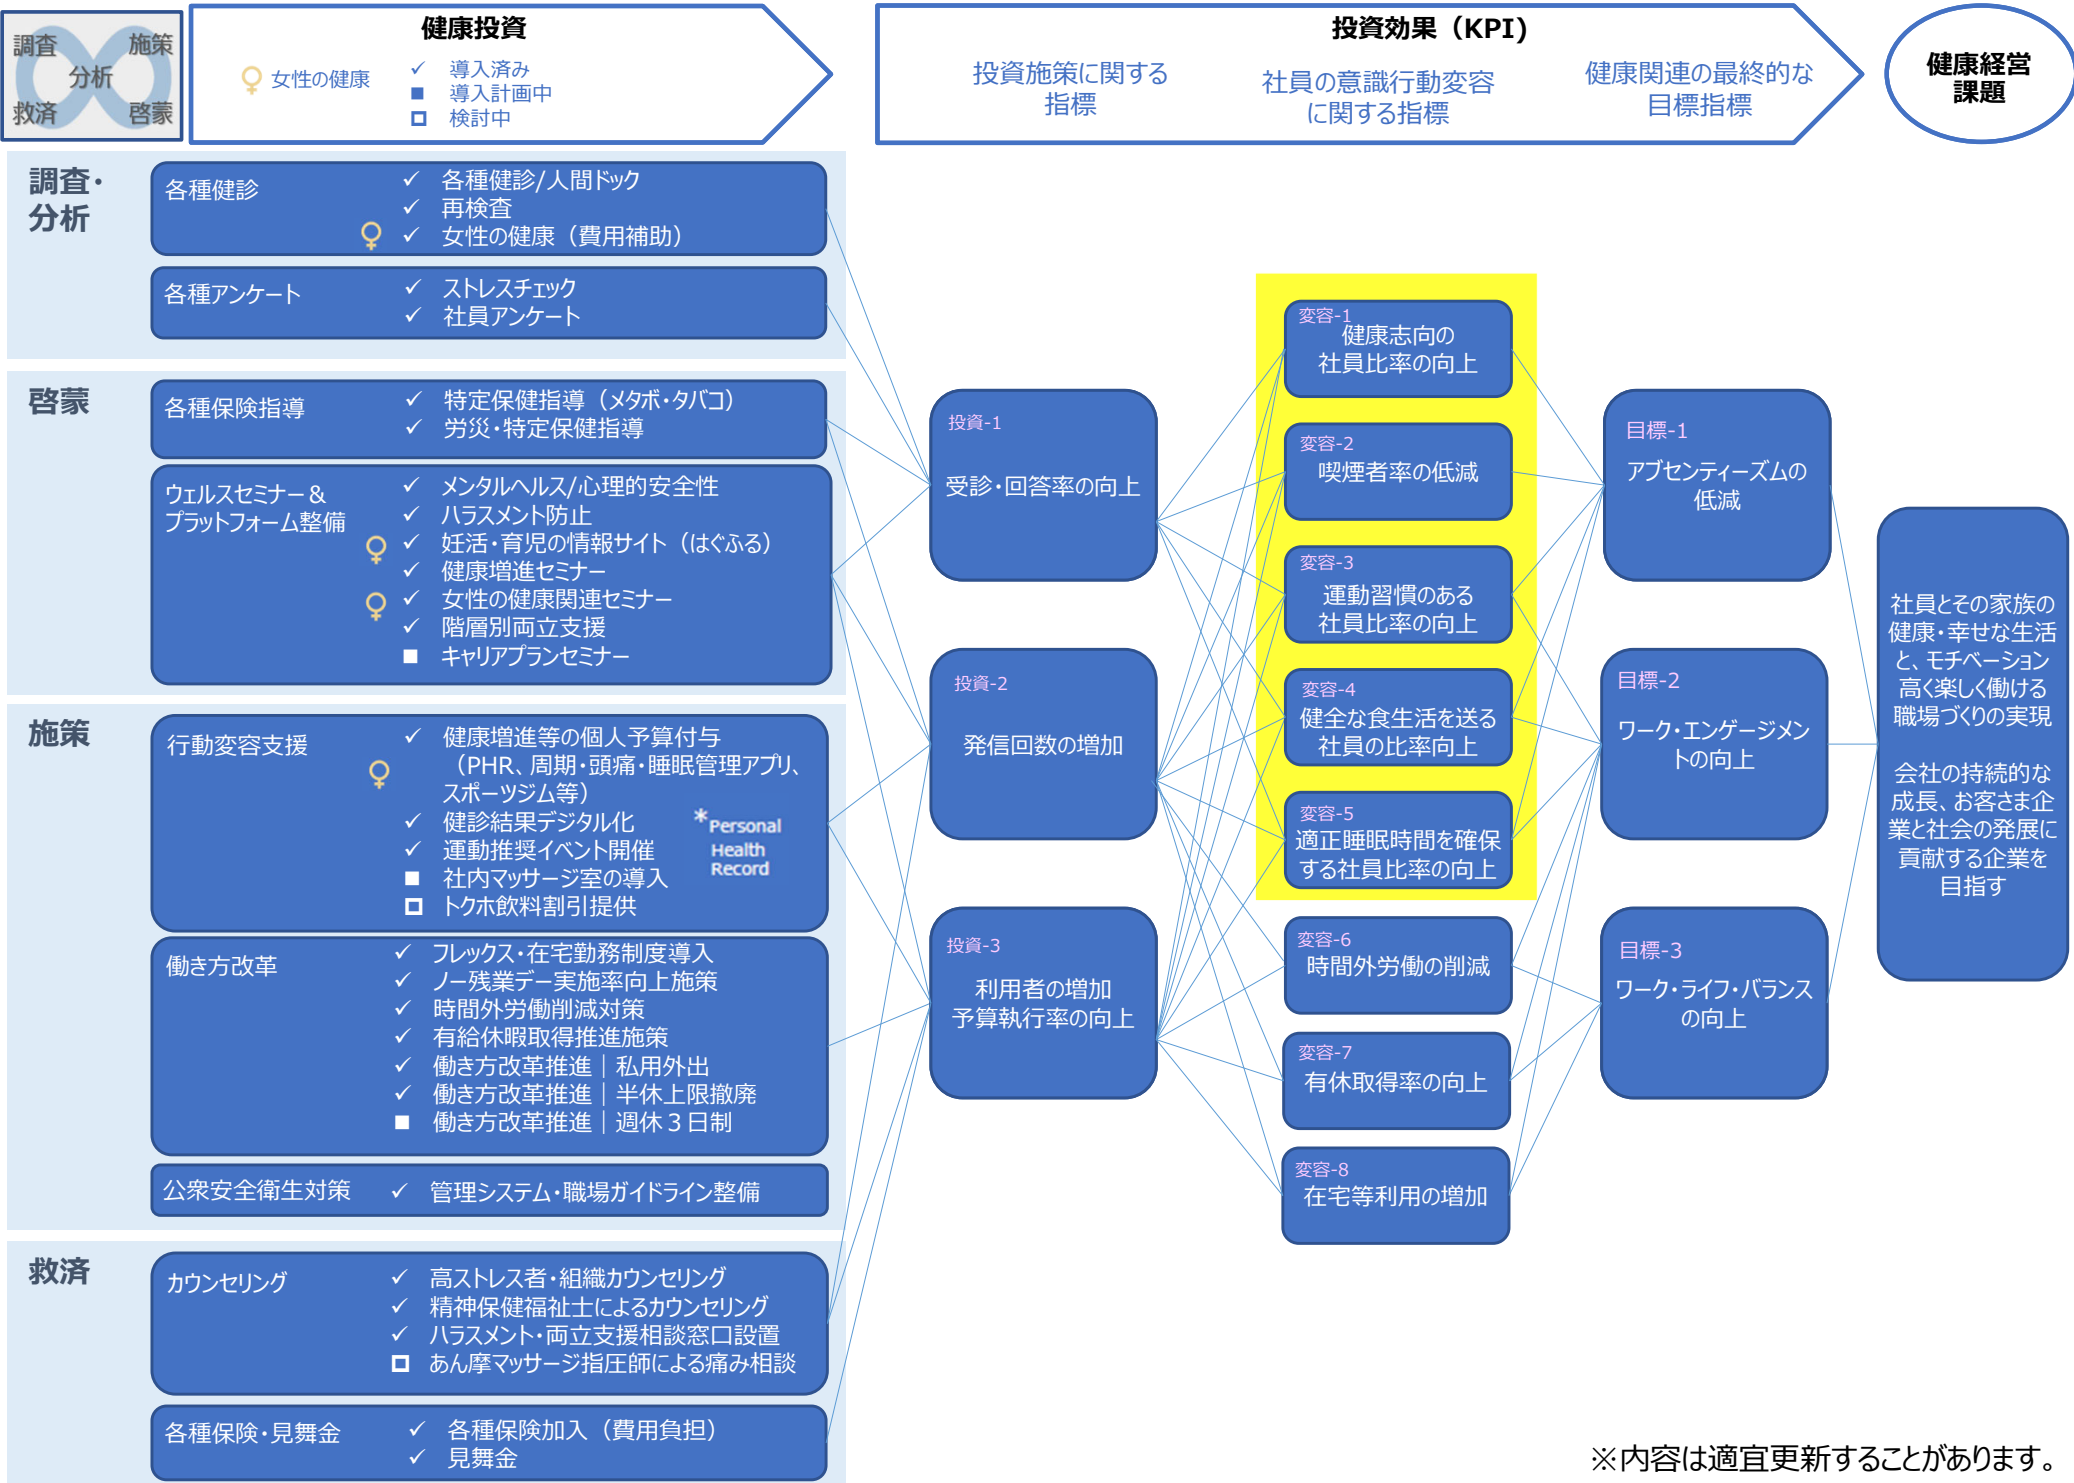 調査
施策
分析
救済
啓蒙
健康投資
女性の健康
✓ 導入済み
■ 導入計画中
□ 検討中
投資効果（KPI)
投資施策に関する
指標
社員の意識行動変容
に関する指標
健康関連の最終的な
目標指標
健康経営
課題
調査・
分析
各種健診
✓ 各種健診/人間ドック
✓ 再検査
✓ 女性の健康（費用補助）
各種アンケート
✓ ストレスチェック
✓ 社員アンケート
啓蒙
各種保険指導
✓ 特定保健指導（メタボ・タバコ）
✓ 労災・特定保健指導
ウェルスセミナー＆
プラットフォーム整備
✓ メンタルヘルス/心理的安全性
✓ ハラスメント防止
✓ 妊活・育児の情報サイト（はぐふる）
✓ 健康増進セミナー
✓ 女性の健康関連セミナー
✓ 階層別両立支援
■ キャリアプランセミナー
施策
行動変容支援
✓ 健康増進等の個人予算付与
（PHR、周期・頭痛・睡眠管理アプリ、
スポーツジム等）
✓ 健診結果デジタル化
✓ 運動推奨イベント開催
■ 社内マッサージ室の導入
□ トクホ飲料割引提供
*Personal
Health
Record
働き方改革
✓ フレックス・在宅勤務制度導入
✓ ノー残業デー実施率向上施策
✓ 時間外労働削減対策
✓ 有給休暇取得推進施策
✓ 働き方改革推進｜私用外出
✓ 働き方改革推進｜半休上限撤廃
■ 働き方改革推進｜週休３日制
公衆安全衛生対策
✓ 管理システム・職場ガイドライン整備
救済
カウンセリング
✓ 高ストレス者・組織カウンセリング
✓ 精神保健福祉士によるカウンセリング
✓ ハラスメント・両立支援相談窓口設置
□ あん摩マッサージ指圧師による痛み相談
各種保険・見舞金
✓ 各種保険加入（費用負担）
✓ 見舞金
投資-1
受診・回答率の向上
投資-2
発信回数の増加
投資-3
利用者の増加
予算執行率の向上
変容-1
健康志向の
社員比率の向上
変容-2
喫煙者率の低減
変容-3
運動習慣のある
社員比率の向上
変容-4
健全な食生活を送る
社員の比率向上
変容-5
適正睡眠時間を確保
する社員比率の向上
変容-6
時間外労働の削減
変容-7
有休取得率の向上
変容-8
在宅等利用の増加
目標-1
アブセンティーズムの
低減
目標-2
ワーク・エンゲージメン
トの向上
目標-3
ワーク・ライフ・バランス
の向上
社員とその家族の
健康・幸せな生活
と、モチベーション
高く楽しく働ける
職場づくりの実現
会社の持続的な
成長、お客さま企
業と社会の発展に
貢献する企業を
目指す
※内容は適宜更新することがあります。